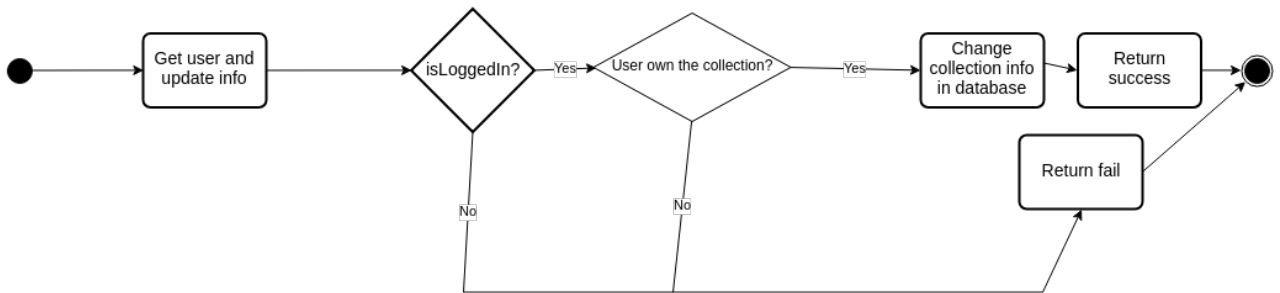 Get user and
update info
isLoggedIn?
Yes
User own the collection?
Yes
Change
collection info
in database
Return
success
Return fail
No
No